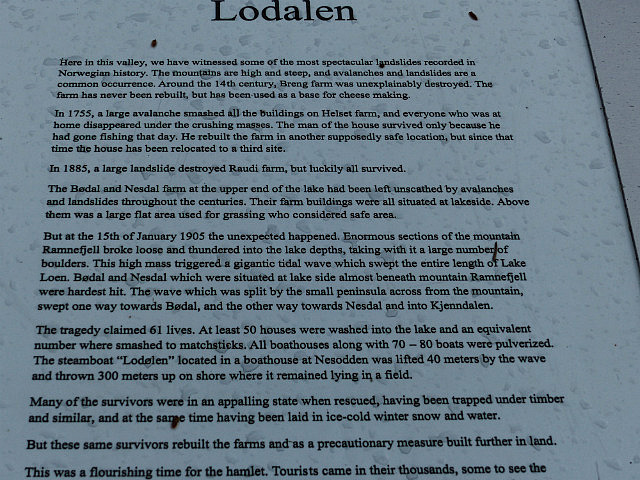 Lodalen
Here in this valley, we have witnessed some of the most spectacular landslides recorded in
Norwegian history. The mountains are high and steep, and avalanches and landslides are a
common occurrence. Around the 14th century, Breng farm was unexplainably destroyed. The
farm has never been rebuilt, but has been used as a base for cheese making.
In 1755, a large avalanche smashed all the buildings on Helset farm, and everyone who was at
home disappeared under the crushing masses. The man of the house survived only because he
had gone fishing that day. He rebuilt the farm in another supposedly safe location, but since that
time the house has been relocated to a third site.
In 1885, a large landslide destroyed Raudi farm, but luckily all survived.
The Bødal and Nesdal farm at the upper end of the lake had been left unscathed by avalanches
and landslides throughout the centuries. Their farm buildings were all situated at lakeside. Above
them was a large flat area used for grassing who considered safe area.
But at the 15th of January 1905 the unexpected happened. Enormous sections of the mountain
Ramnefjell broke loose and thundered into the lake depths, taking with it a large number of
boulders. This high mass triggered a gigantic tidal wave which swept the entire length of Lake
Loen. Bødal and Nesdal which were situated at lake side almost beneath mountain Ramnefjell
were hardest hit. The wave which was split by the small peninsula across from the mountain,
swept one way towards Bødal, and the other way towards Nesdal and into Kjenndalen.
The tragedy claimed 61 lives. At least 50 houses were washed into the lake and an equivalent
number where smashed to matchsticks. All boathouses along with 70 – 80 boats were pulverized.
The steamboat “Lodølen” located in a boathouse at Nesodden was lifted 40 meters by the wave
and thrown 300 meters up on shore where it remained lying in a field.
Many of the survivors were in an appalling state when rescued, having been trapped under timber
and similar, and at the same time having been laid in ice-cold winter snow and water.
But these same survivors rebuilt the farms and as a precautionary measure built further in land.
This was a flourishing time for the hamlet. Tourists came in their thousands, some to see the